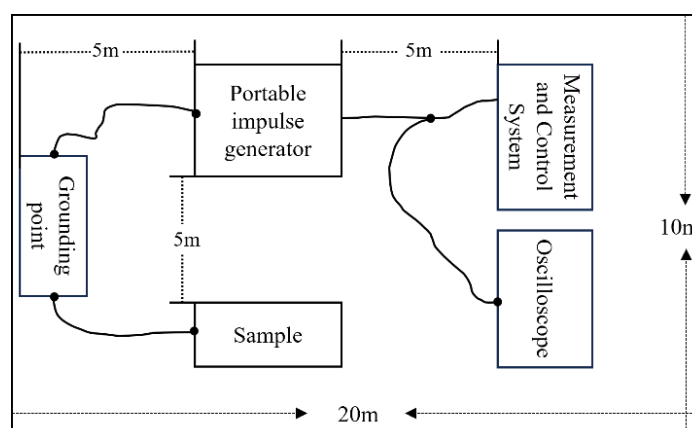 5m
5m
Portable
impulse
generator
Measurement
and Control
System
Grounding
point
10m
5m
Oscilloscope
Sample
20m